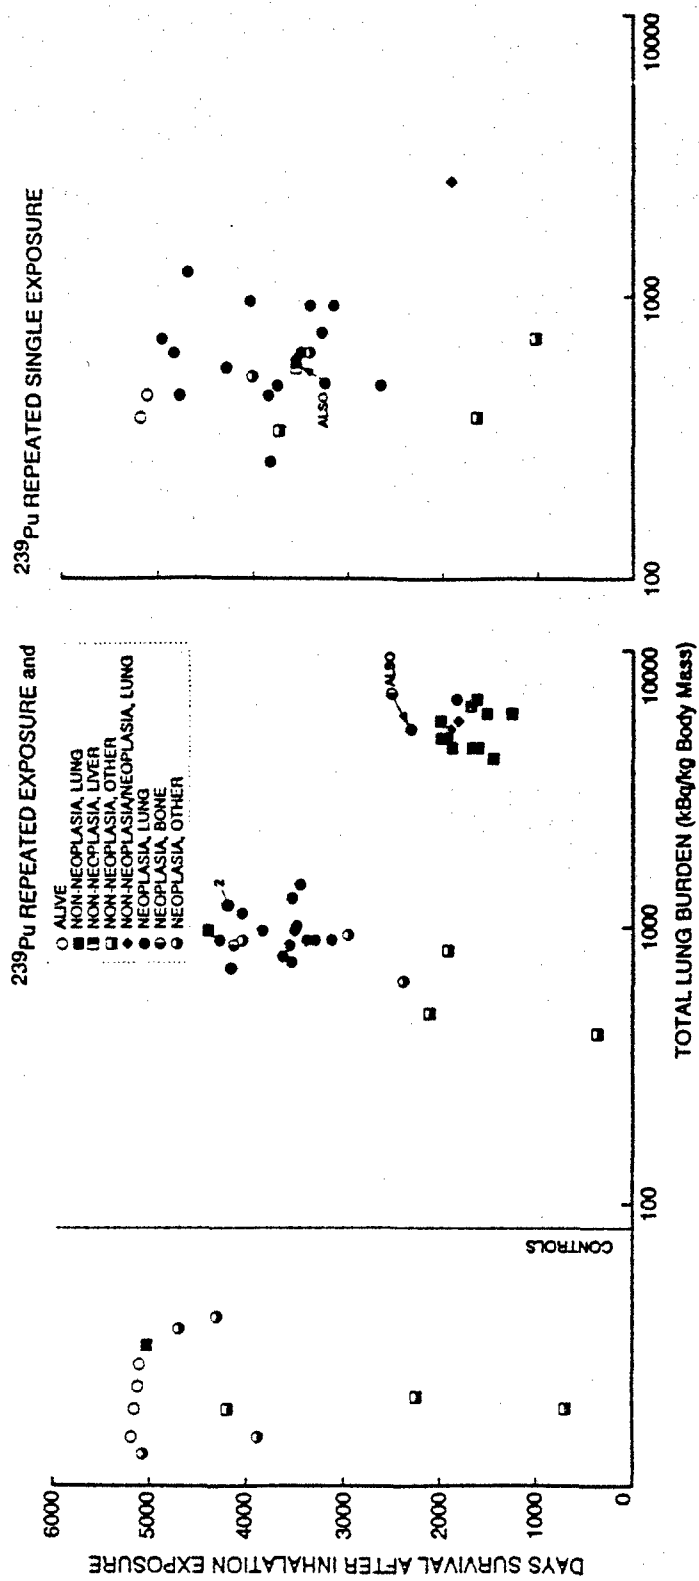 239Pu REPEATED EXPOSURE and
239Pu REPEATED SINGLE EXPOSURE
ALIVE
NON-NEOPLASIA, LUNG
NON-NEOPLASIA, LIVER
NON-NEOPLASIA, OTHER
NON-NEOPLASIA/NEOPLASIA, LUNG
NEOPLASIA, LUNG
NEOPLASIA, BONE
NEOPLASIA, OTHER
DAYS SURVIVAL AFTER INHALATION EXPOSURE
6000
5000
4000
3000
2000
1000
0
CONTROLS
2
ALSO
ALSO
100
1000
10000
100
1000
10000
TOTAL LUNG BURDEN (kBq/kg Body Mass)